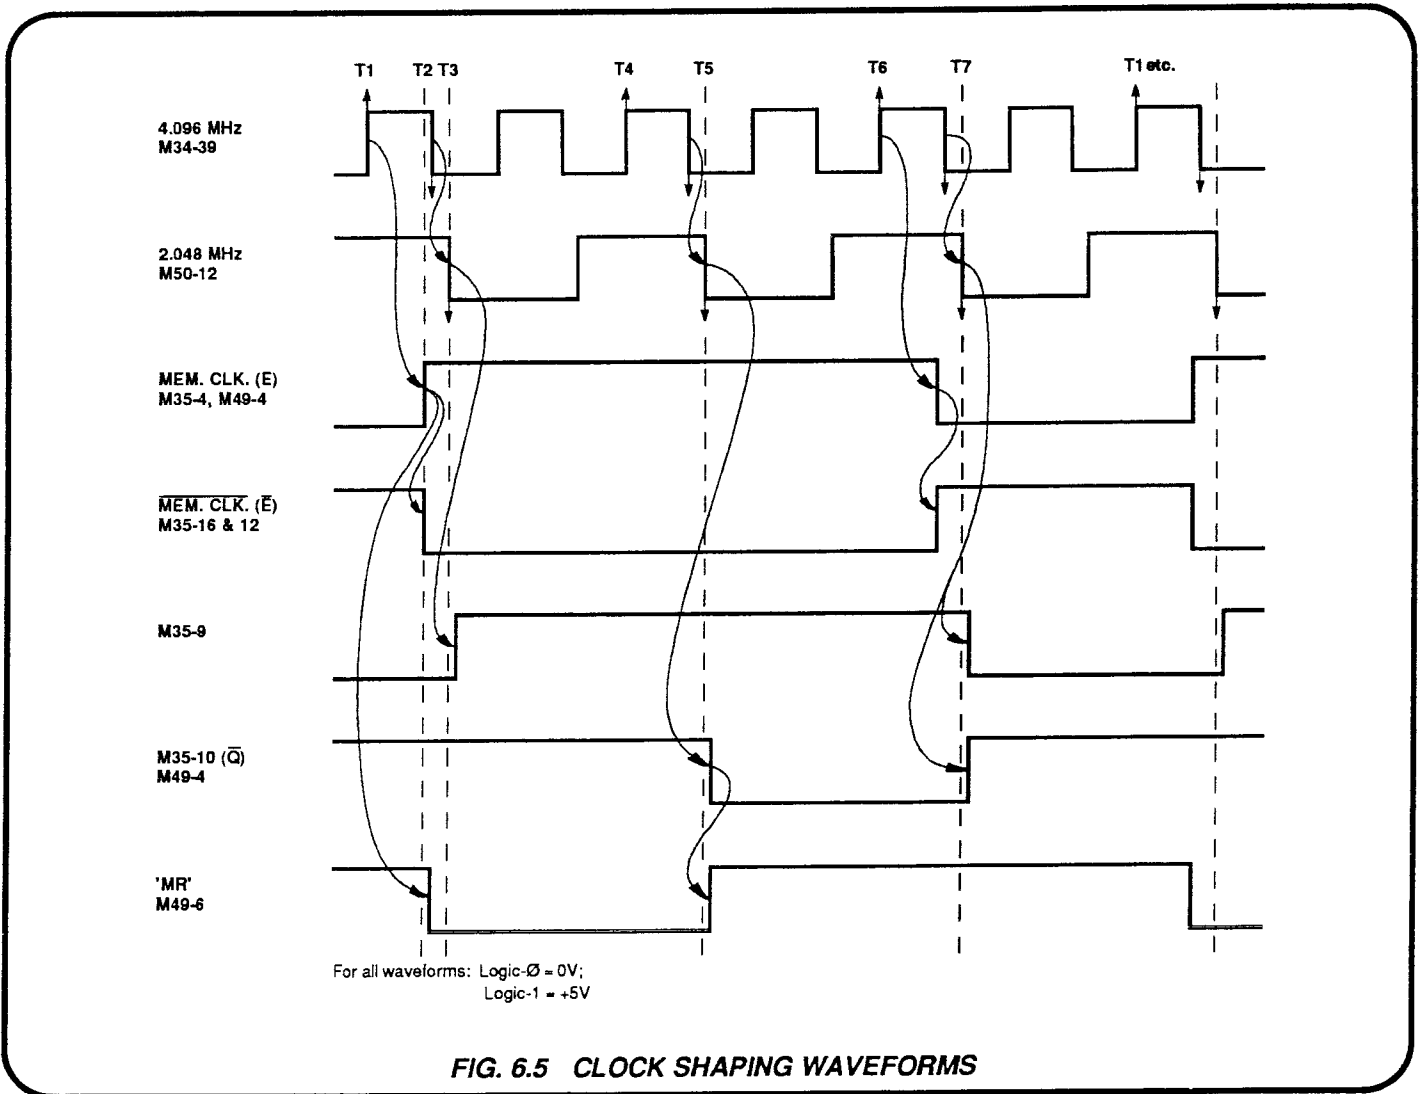 T1 T2 T3 T4 T5 T6 T7 T1 etc.
4.096 MHz
M34-39
2.048 MHz
M50-12
MEM. CLK. (E)
M35-4, M49-4
M̅E̅M̅.̅ ̅C̅L̅K̅.̅ (E̅)
M35-16 & 12
M35-9
M35-10 (Q̅)
M49-4
'MR'
M49-6
For all waveforms: Logic-Ø = 0V;
Logic-1 = +5V
FIG. 6.5 CLOCK SHAPING WAVEFORMS